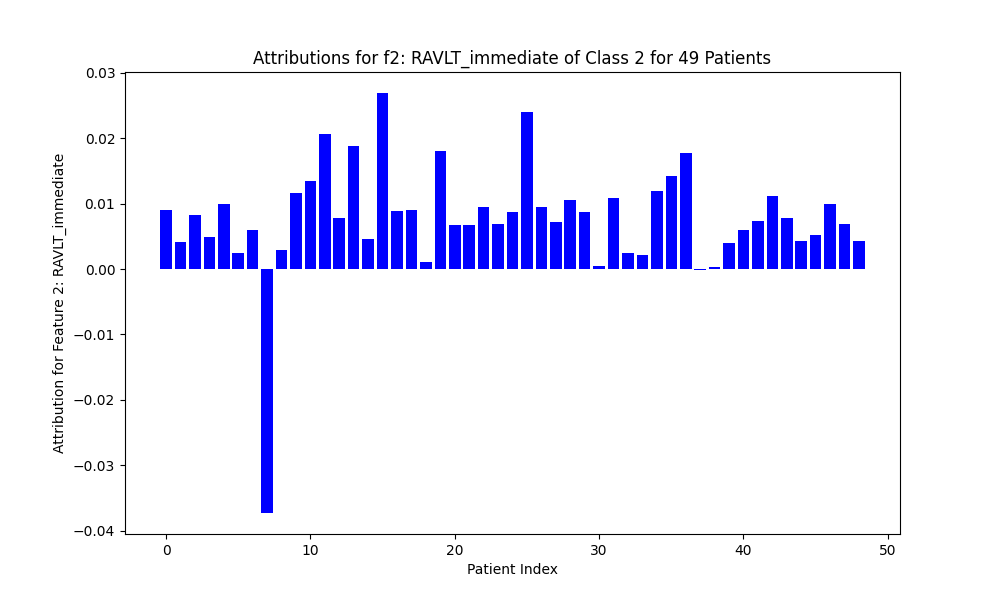 Attributions for f2: RAVLT_immediate of Class 2 for 49 Patients
Attribution for Feature 2: RAVLT_immediate
0.03
0.02
0.01
0.00
−0.01
−0.02
−0.03
−0.04
0 10 20 30 40 50
Patient Index